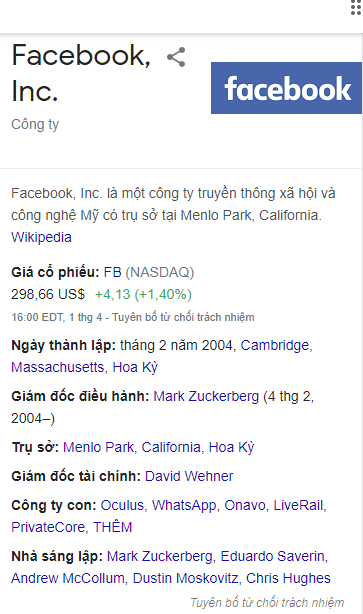 Facebook,
Inc.
facebook
Công ty
Facebook, Inc. là một công ty truyền thông xã hội và
công nghệ Mỹ có trụ sở tại Menlo Park, California.
Wikipedia
Giá cổ phiếu: FB (NASDAQ)
298,66 US$ +4,13 (+1,40%)
16:00 EDT, 1 thg 4 - Tuyên bố từ chối trách nhiệm
Ngày thành lập: tháng 2 năm 2004, Cambridge,
Massachusetts, Hoa Kỳ
Giám đốc điều hành: Mark Zuckerberg (4 thg 2,
2004–)
Trụ sở: Menlo Park, California, Hoa Kỳ
Giám đốc tài chính: David Wehner
Công ty con: Oculus, WhatsApp, Onavo, LiveRail,
PrivateCore, THÊM
Nhà sáng lập: Mark Zuckerberg, Eduardo Saverin,
Andrew McCollum, Dustin Moskovitz, Chris Hughes
Tuyên bố từ chối trách nhiệm